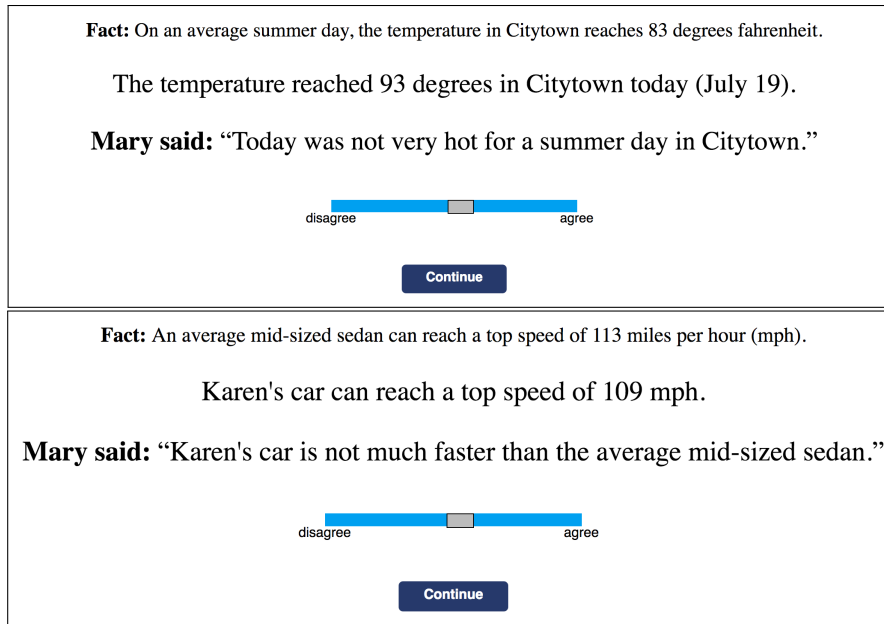 Fact: On an average summer day, the temperature in Citytown reaches 83 degrees fahrenheit.
The temperature reached 93 degrees in Citytown today (July 19).
Mary said: “Today was not very hot for a summer day in Citytown.”
disagree agree
Continue
Fact: An average mid-sized sedan can reach a top speed of 113 miles per hour (mph).
Karen's car can reach a top speed of 109 mph.
Mary said: “Karen's car is not much faster than the average mid-sized sedan.”
disagree agree
Continue